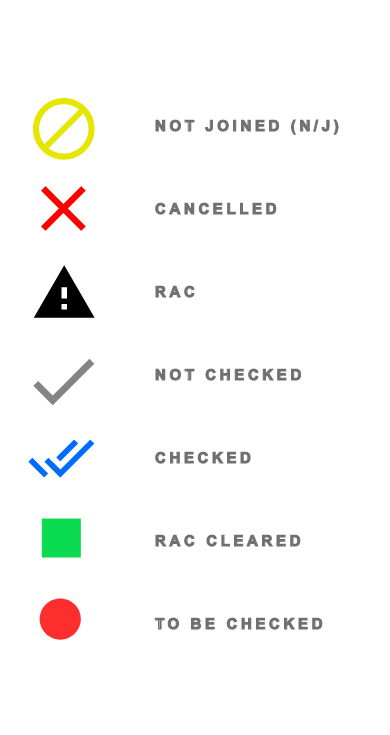 NOT JOINED (N/J)
CANCELLED
RAC
NOT CHECKED
CHECKED
RAC CLEARED
TO BE CHECKED